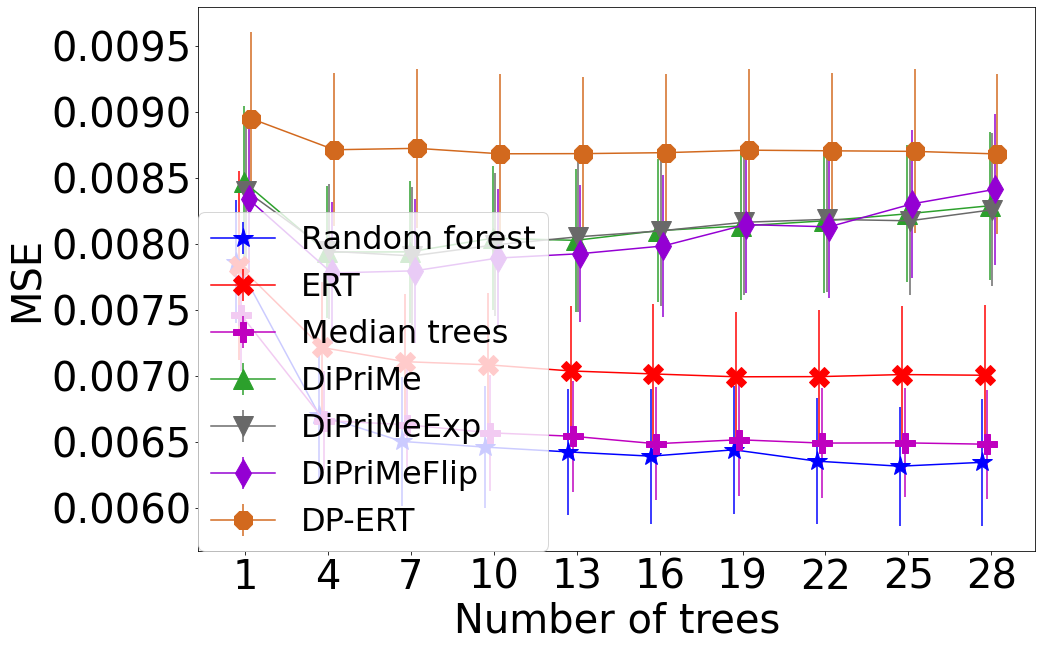 0.0095
0.0090
0.0085
0.0080
0.0075
0.0070
0.0065
0.0060
MSE
Random forest
ERT
Median trees
DiPriMe
DiPriMeExp
DiPriMeFlip
DP-ERT
1 4 7 10 13 16 19 22 25 28
Number of trees